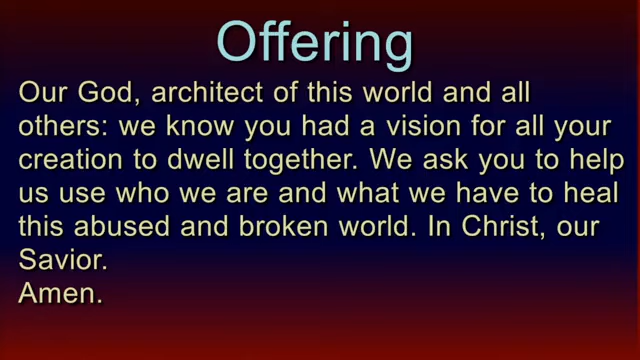 Offering
Our God, architect of this world and all
others: we know you had a vision for all your
creation to dwell together. We ask you to help
us use who we are and what we have to heal
this abused and broken world. In Christ, our
Savior.
Amen.